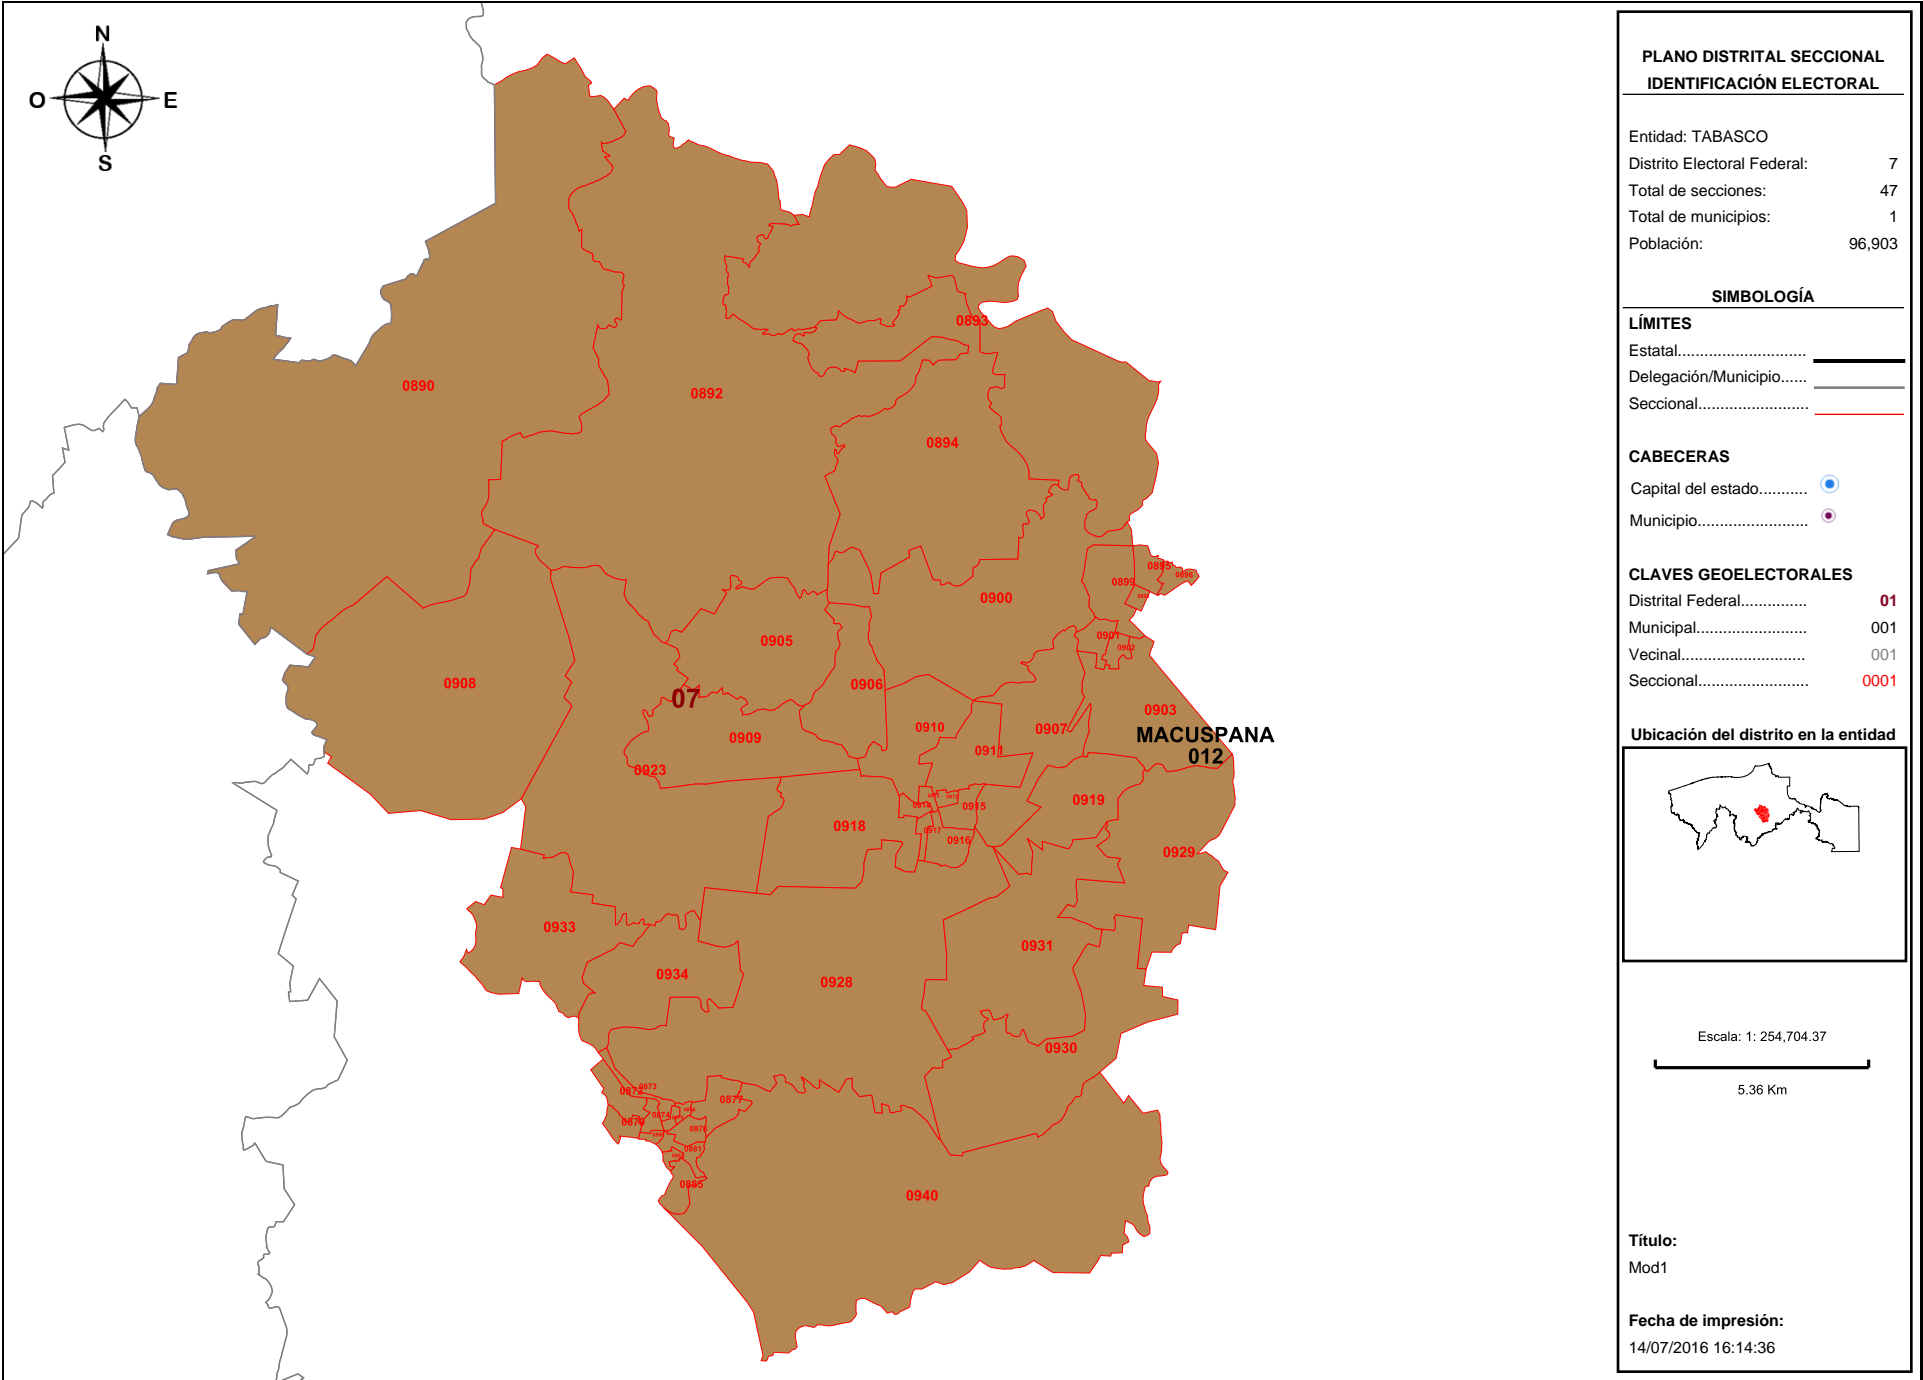 N
O
E
S
0890
0892
0893
0894
0895
0896
0899
0900
0901
0902
0905
0906
0908
07
0903
0907
0909
0910
0911
MACUSPANA
012
0923
0914
0915
0918
0919
0917
0916
0929
0933
0931
0934
0928
0930
0873
0872
0877
0874
0876
0878
0881
0885
0940
PLANO DISTRITAL SECCIONAL
IDENTIFICACIÓN ELECTORAL
Entidad: TABASCO
Distrito Electoral Federal: 7
Total de secciones: 47
Total de municipios: 1
Población: 96,903
SIMBOLOGÍA
LÍMITES
Estatal.............................
Delegación/Municipio......
Seccional.........................
CABECERAS
Capital del estado...........
Municipio.........................
CLAVES GEOELECTORALES
Distrital Federal............... 01
Municipal......................... 001
Vecinal............................ 001
Seccional......................... 0001
Ubicación del distrito en la entidad
Escala: 1: 254,704.37
5.36 Km
Título:
Mod1
Fecha de impresión:
14/07/2016 16:14:36